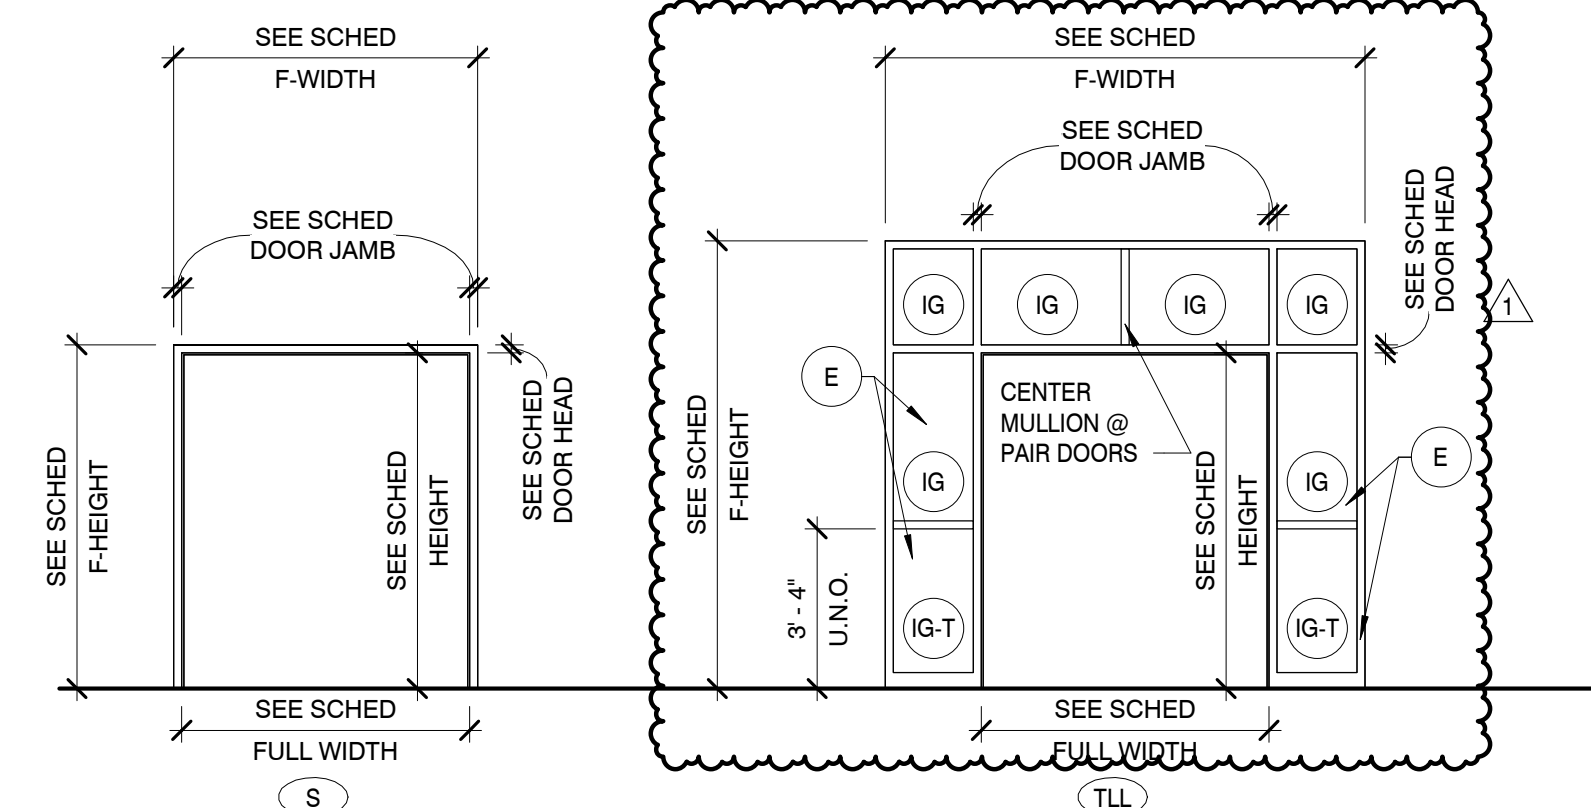 SEE SCHED
F-WIDTH
SEE SCHED
DOOR JAMB
SEE SCHED
F-HEIGHT
SEE SCHED
HEIGHT
SEE SCHED
DOOR HEAD
SEE SCHED
FULL WIDTH
S
SEE SCHED
F-WIDTH
SEE SCHED
DOOR JAMB
SEE SCHED
DOOR HEAD
1
IG
IG
IG
IG
E
CENTER
MULLION @
PAIR DOORS
SEE SCHED
F-HEIGHT
IG
IG
E
SEE SCHED
HEIGHT
3' - 4"
U.N.O.
IG-T
IG-T
SEE SCHED
FULL WIDTH
TLL